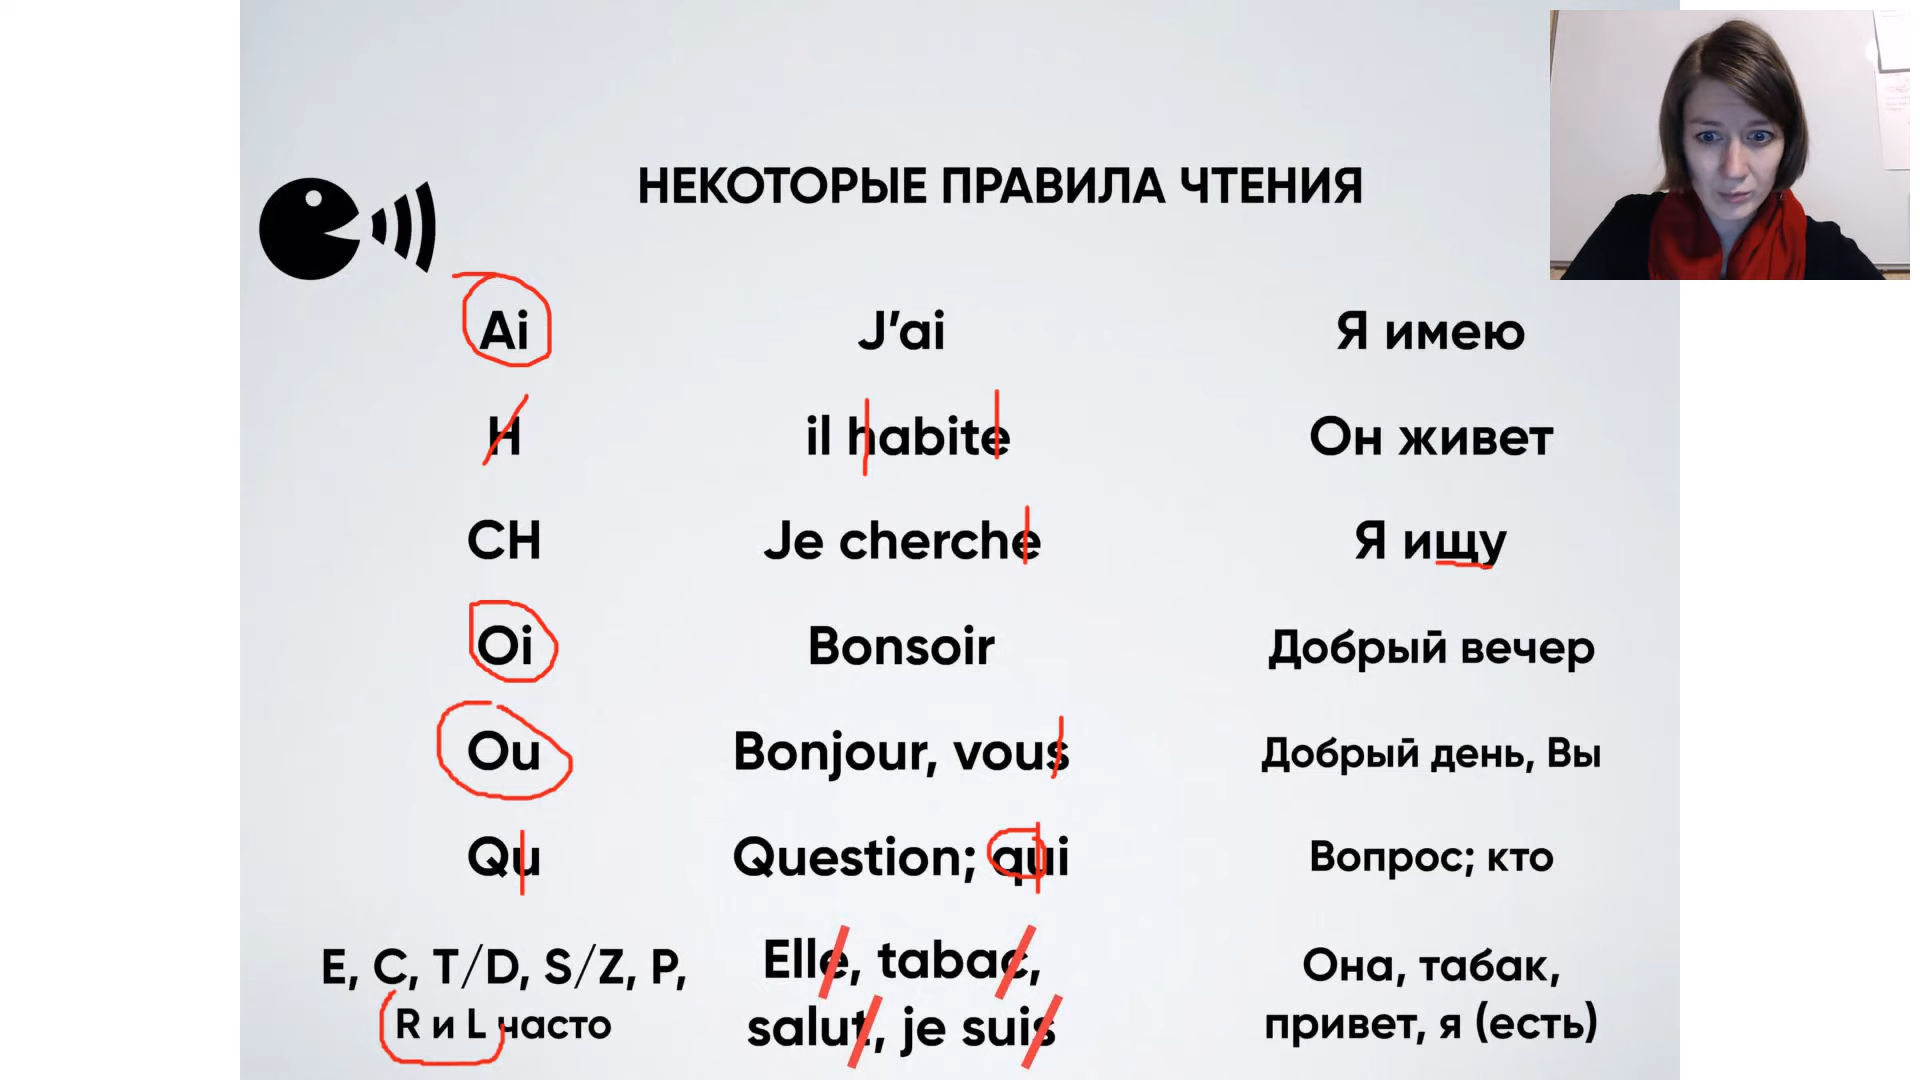 НЕКОТОРЫЕ ПРАВИЛА ЧТЕНИЯ
Ai J’ai Я имею
H il habite Он живет
CH Je cherche Я ищу
Oi Bonsoir Добрый вечер
Ou Bonjour, vous Добрый день, Вы
Qu Question; qui Вопрос; кто
E, C, T/D, S/Z, P, Elle, tabac, Она, табак,
R и L часто salut, je suis привет, я (есть)